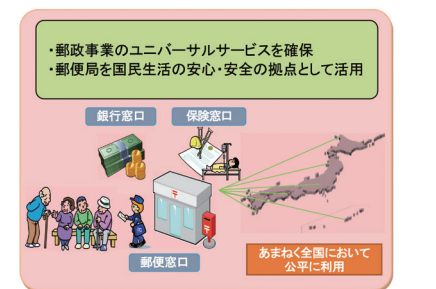 ・郵政事業のユニバーサルサービスを確保
・郵便局を国民生活の安心・安全の拠点として活用
銀行窓口
保険窓口
郵便窓口
あまねく全国において
公平に利用